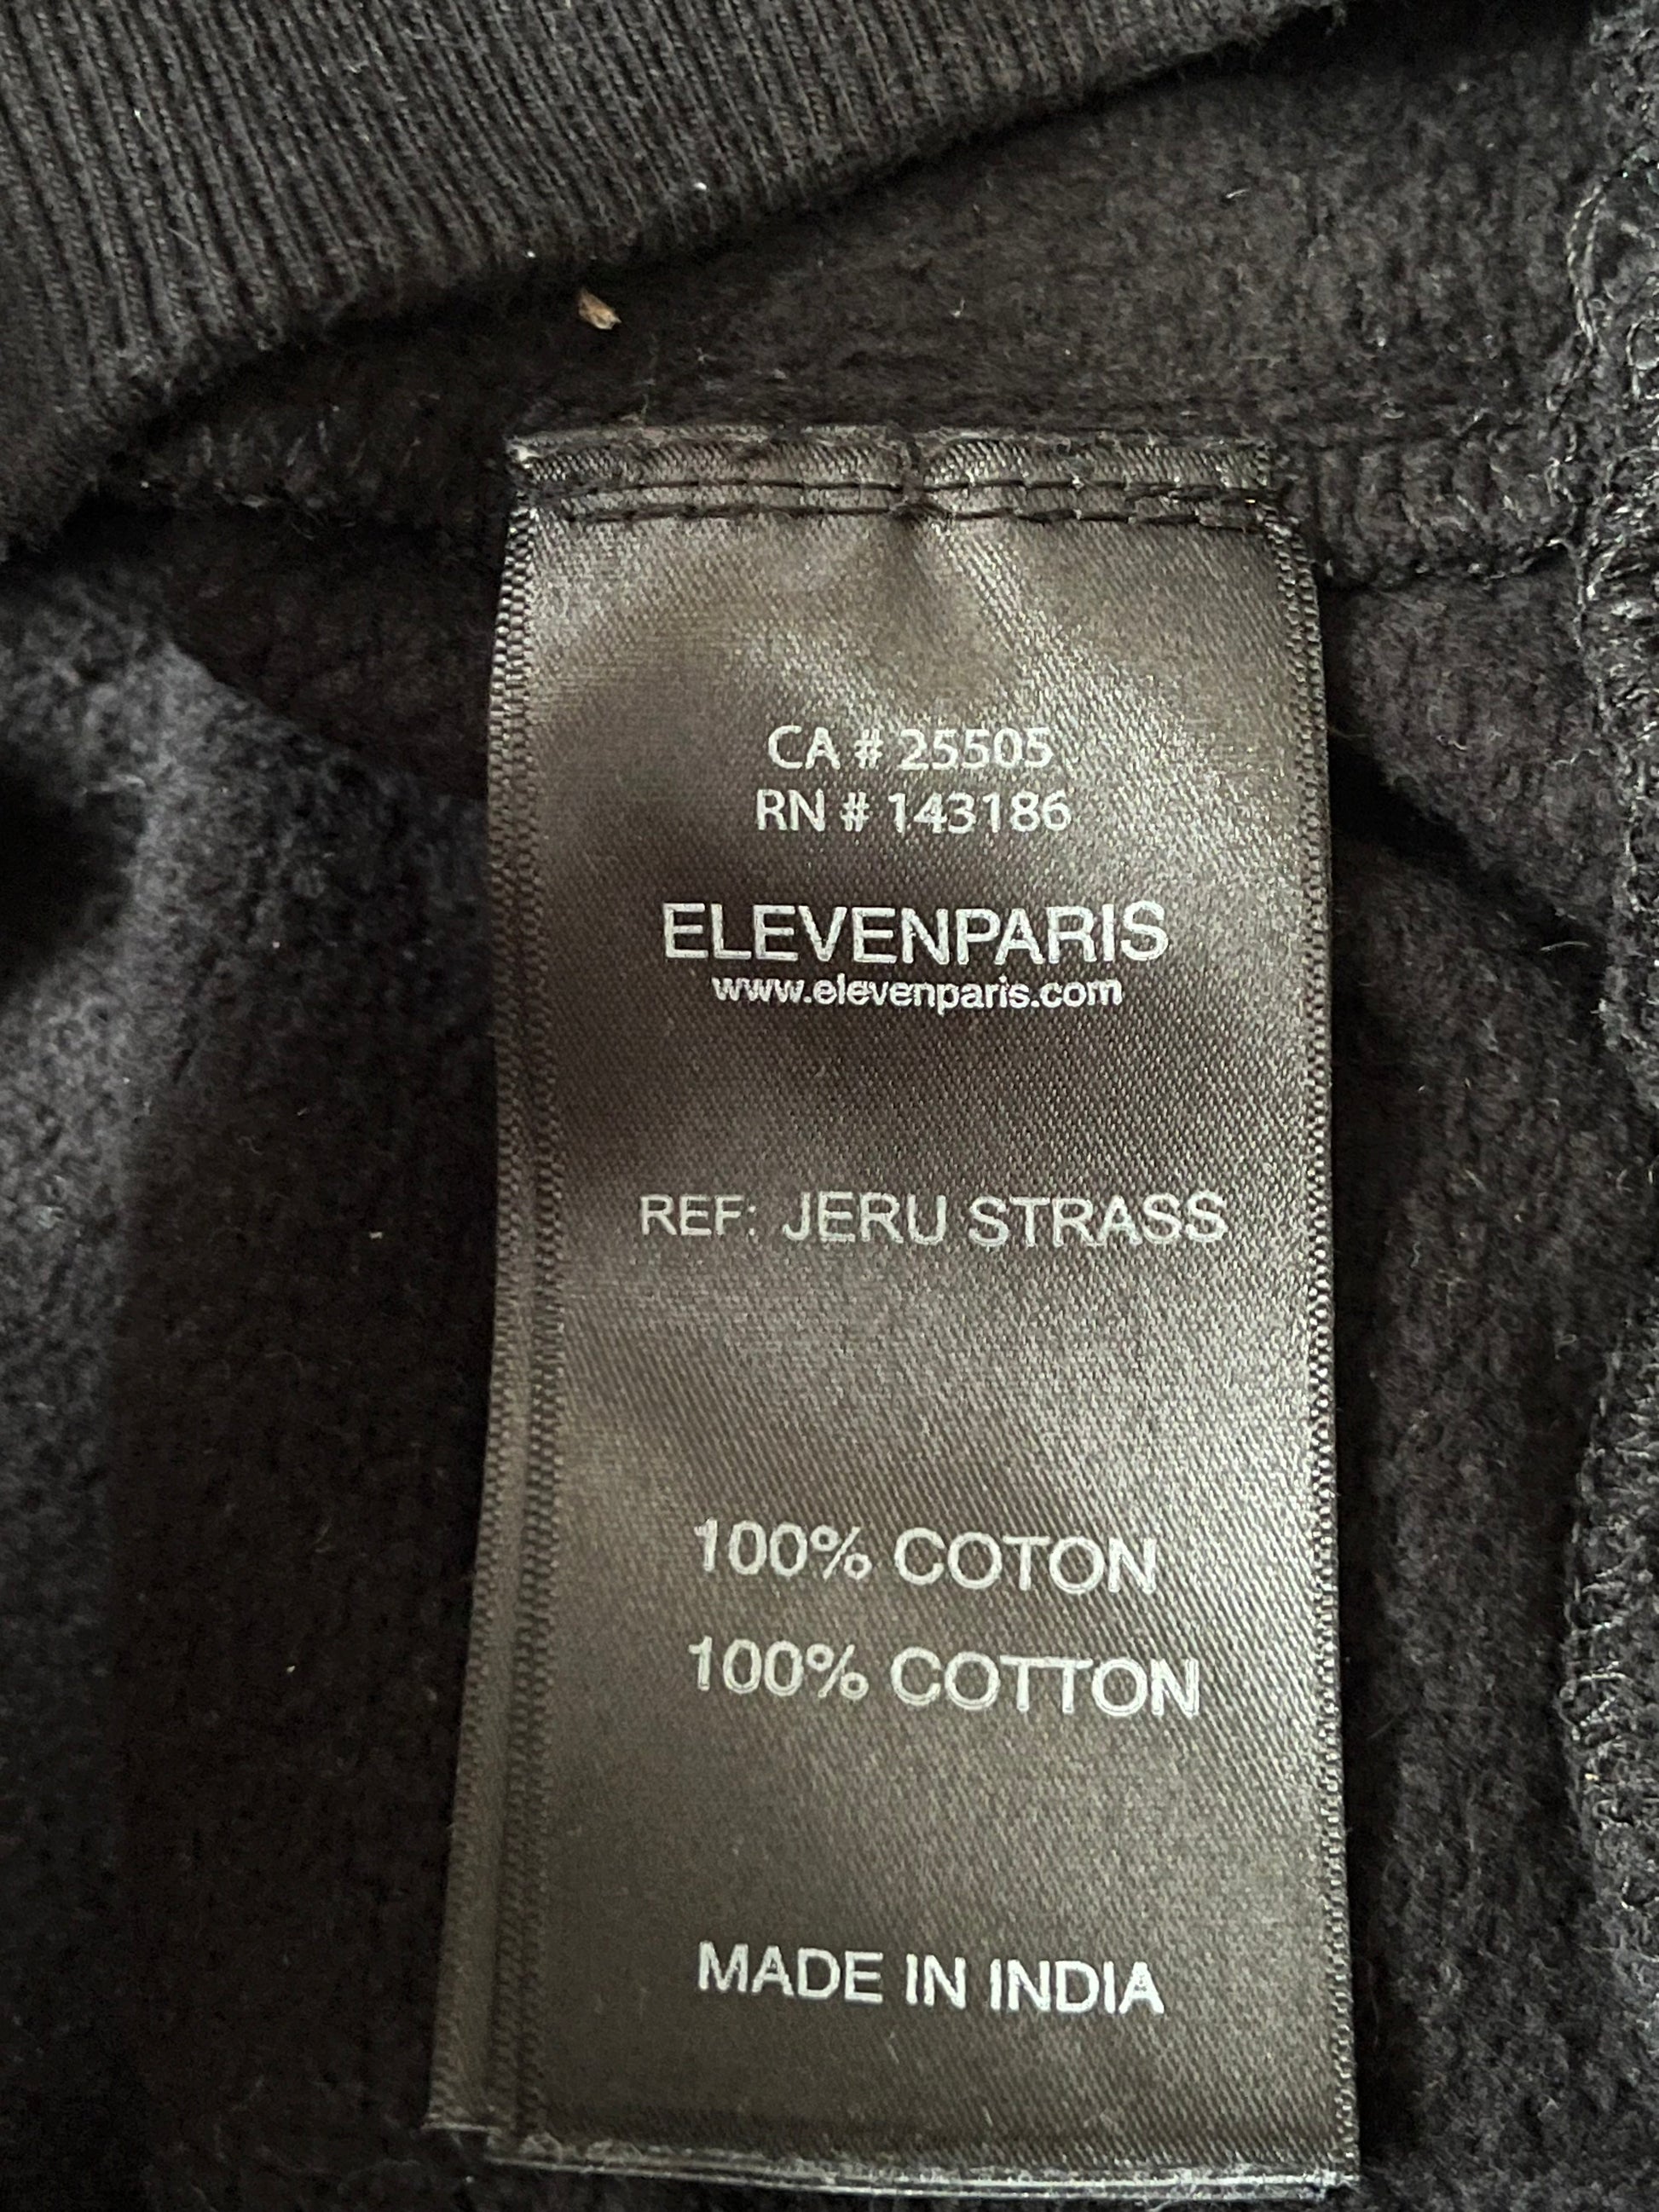 CA # 25505
RN # 143186
ELEVENPARIS
www.elevenparis.com
REF: JERU STRASS
100% COTON
100% COTTON
MADE IN INDIA